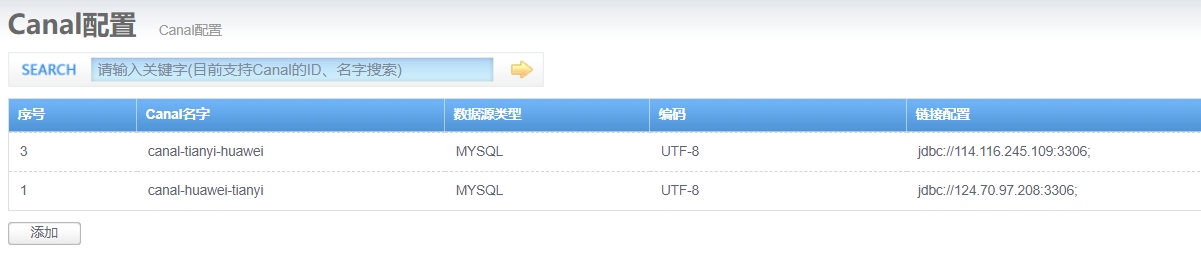 Canal配置 Canal配置
SEARCH 请输入关键字(目前支持Canal的ID、名字搜索)
序号 Canal名字 数据源类型 编码 链接配置
3 canal-tianyi-huawei MYSQL UTF-8 jdbc://114.116.245.109:3306;
1 canal-huawei-tianyi MYSQL UTF-8 jdbc://124.70.97.208:3306;
添加